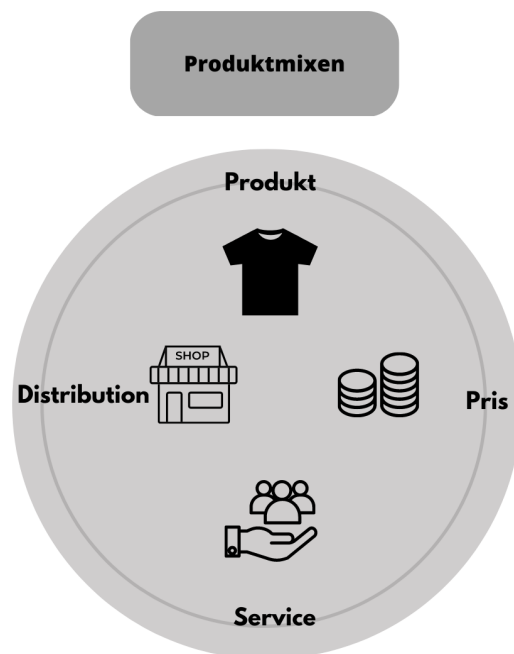 Produktmixen
Produkt
SHOP
Distribution
Pris
Service